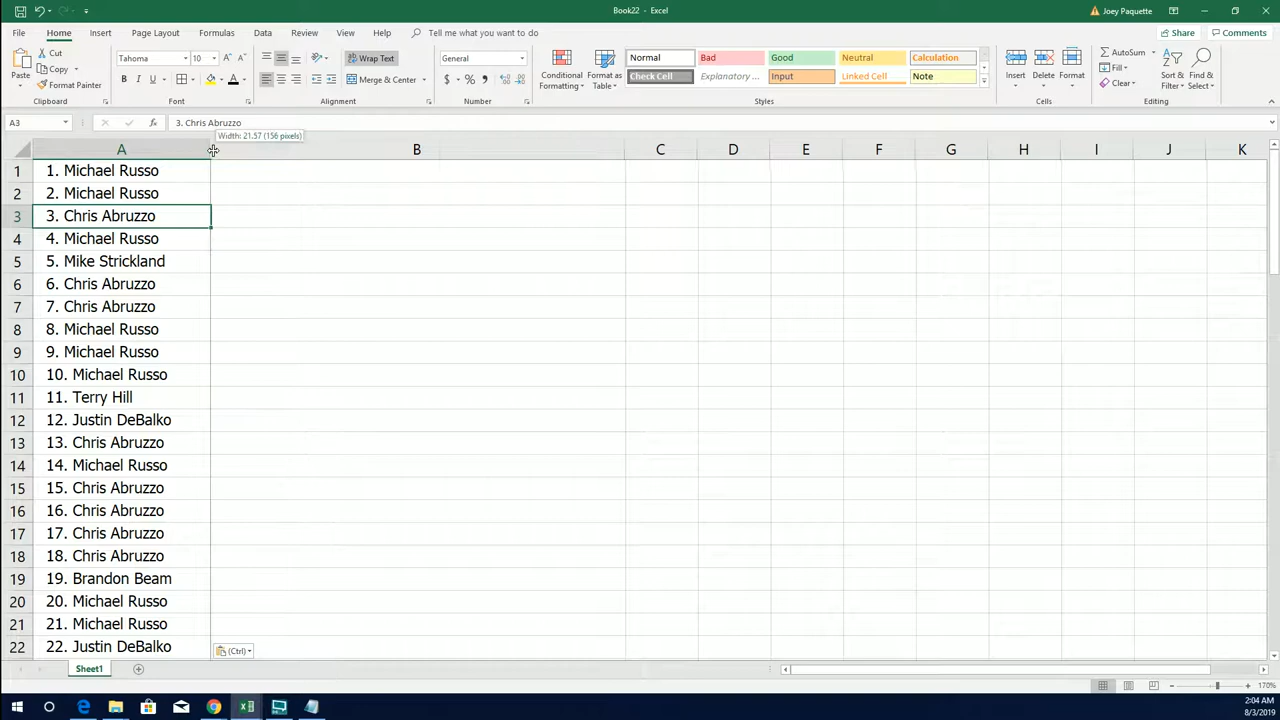 Book22 - Excel
Joey Paquette
File Home Insert Page Layout Formulas Data Review View Help Tell me what you want to do
Share Comments
Paste
Cut
Copy
Format Painter
Clipboard
Tahoma 10
B I U
Font
Wrap Text
Merge & Center
Alignment
General
$ % ,
Number
Conditional Formatting
Format as Table
Normal Bad Good Neutral Calculation
Check Cell Explanatory ... Input Linked Cell Note
Styles
Insert Delete Format
Cells
AutoSum
Fill
Clear
Sort & Filter
Find & Select
Editing
A3 fx 3. Chris Abruzzo
Width: 21.57 (156 pixels)
A B C D E F G H I J K
1 1. Michael Russo
2 2. Michael Russo
3 3. Chris Abruzzo
4 4. Michael Russo
5 5. Mike Strickland
6 6. Chris Abruzzo
7 7. Chris Abruzzo
8 8. Michael Russo
9 9. Michael Russo
10 10. Michael Russo
11 11. Terry Hill
12 12. Justin DeBalko
13 13. Chris Abruzzo
14 14. Michael Russo
15 15. Chris Abruzzo
16 16. Chris Abruzzo
17 17. Chris Abruzzo
18 18. Chris Abruzzo
19 19. Brandon Beam
20 20. Michael Russo
21 21. Michael Russo
22 22. Justin DeBalko
(Ctrl)
Sheet1
170%
2:04 AM
8/3/2019